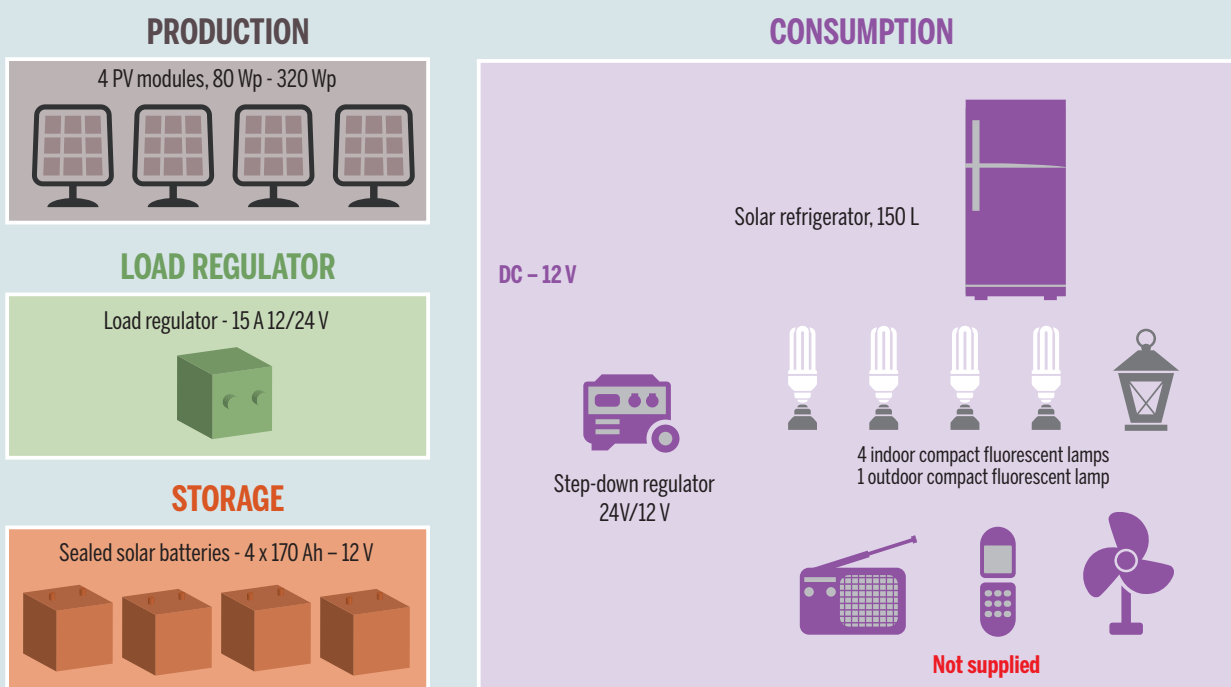 PRODUCTION
4 PV modules, 80 Wp - 320 Wp
LOAD REGULATOR
Load regulator - 15 A 12/24 V
STORAGE
Sealed solar batteries - 4 x 170 Ah – 12 V
CONSUMPTION
Solar refrigerator, 150 L
DC – 12 V
4 indoor compact fluorescent lamps
1 outdoor compact fluorescent lamp
Step-down regulator
24V/12 V
Not supplied